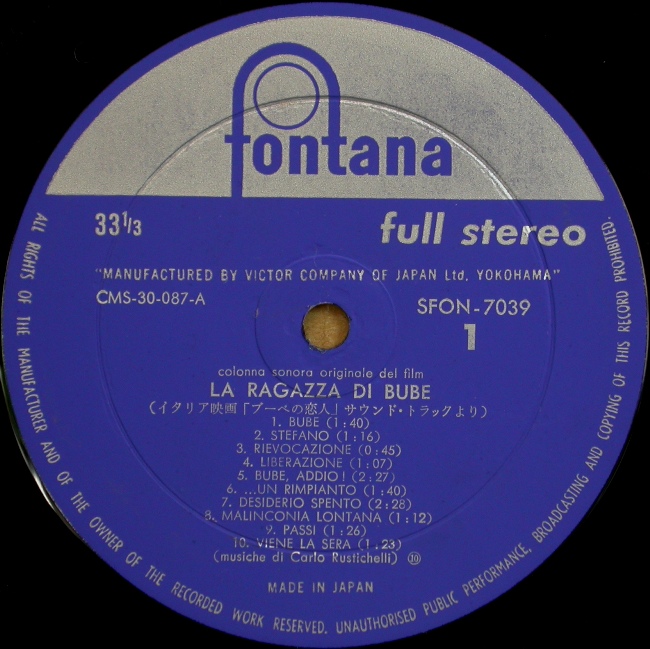 fontana
33 1/3
full stereo
"MANUFACTURED BY VICTOR COMPANY OF JAPAN Ltd. YOKOHAMA"
CMS-30-087-A
SFON-7039
1
colonna sonora originale del film
LA RAGAZZA DI BUBE
(イタリア映画「ブーベの恋人」サウンド・トラックより)
1. BUBE (1:40)
2. STEFANO (1:16)
3. RIEVOCAZIONE (0:45)
4. LIBERAZIONE (1:07)
5. BUBE, ADDIO! (2:27)
6. ...UN RIMPIANTO (1:40)
7. DESIDERIO SPENTO (2:28)
8. MALINCONIA LONTANA (1:12)
9. PASSI (1:26)
10. VIENE LA SERA (1.23)
(musiche di Carlo Rustichelli) ⑳
MADE IN JAPAN
ALL RIGHTS OF THE MANUFACTURER AND OF THE OWNER OF THE RECORDED WORK RESERVED. UNAUTHORISED PUBLIC PERFORMANCE, BROADCASTING AND COPYING OF THIS RECORD PROHIBITED.